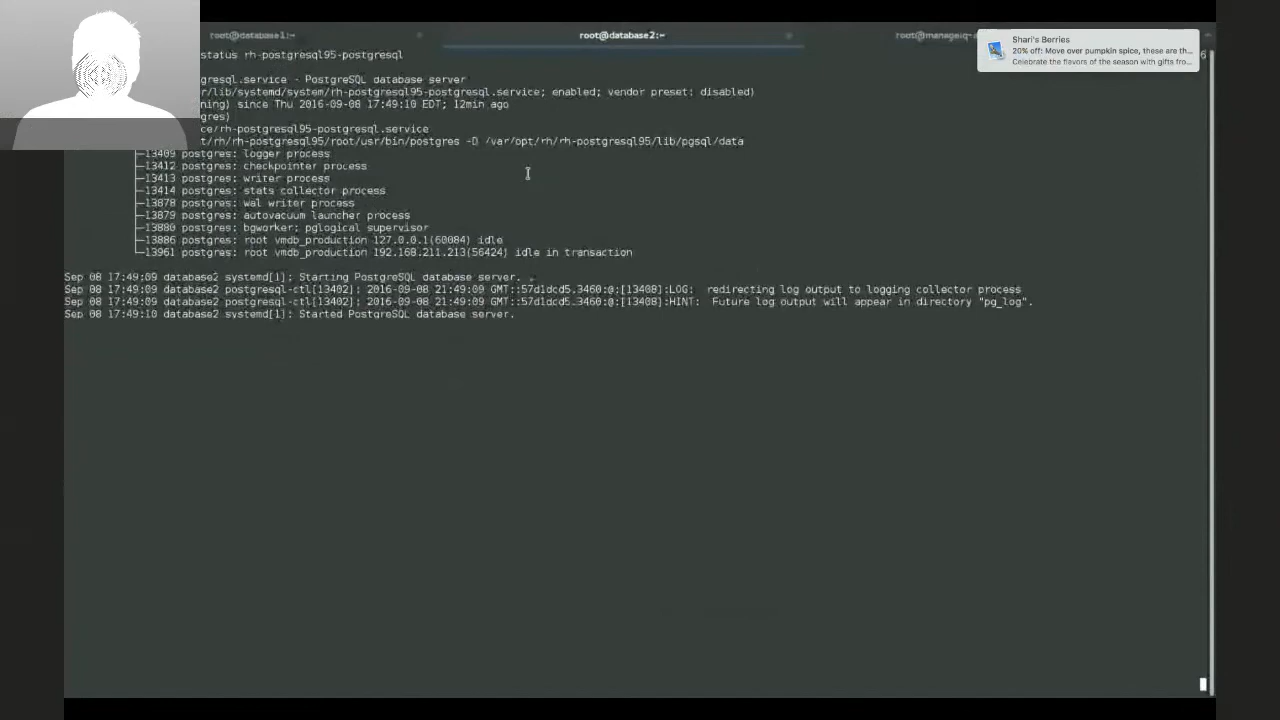 root@database1:~
root@database2:~
root@manageiq-a
Shari's Berries
20% off: Move over pumpkin spice, these are th...
Celebrate the flavors of the season with gifts fro...
status rh-postgresql95-postgresql
gresql.service - PostgreSQL database server
r/lib/systemd/system/rh-postgresql95-postgresql.service; enabled; vendor preset: disabled)
ning) since Thu 2016-09-08 17:49:10 EDT; 12min ago
gres)
ce/rh-postgresql95-postgresql.service
t/rh/rh-postgresql95/root/usr/bin/postgres -D /var/opt/rh/rh-postgresql95/lib/pgsql/data
├─13409 postgres: logger process
├─13412 postgres: checkpointer process
├─13413 postgres: writer process
├─13414 postgres: stats collector process
├─13878 postgres: wal writer process
├─13879 postgres: autovacuum launcher process
├─13880 postgres: bgworker: pglogical supervisor
├─13886 postgres: root vmdb_production 127.0.0.1(60084) idle
└─13961 postgres: root vmdb_production 192.168.211.213(56424) idle in transaction
Sep 08 17:49:09 database2 systemd[1]: Starting PostgreSQL database server...
Sep 08 17:49:09 database2 postgresql-ctl[13402]: 2016-09-08 21:49:09 GMT::57d1dcd5.3460:@:[13408]:LOG:  redirecting log output to logging collector process
Sep 08 17:49:09 database2 postgresql-ctl[13402]: 2016-09-08 21:49:09 GMT::57d1dcd5.3460:@:[13408]:HINT:  Future log output will appear in directory "pg_log".
Sep 08 17:49:10 database2 systemd[1]: Started PostgreSQL database server.